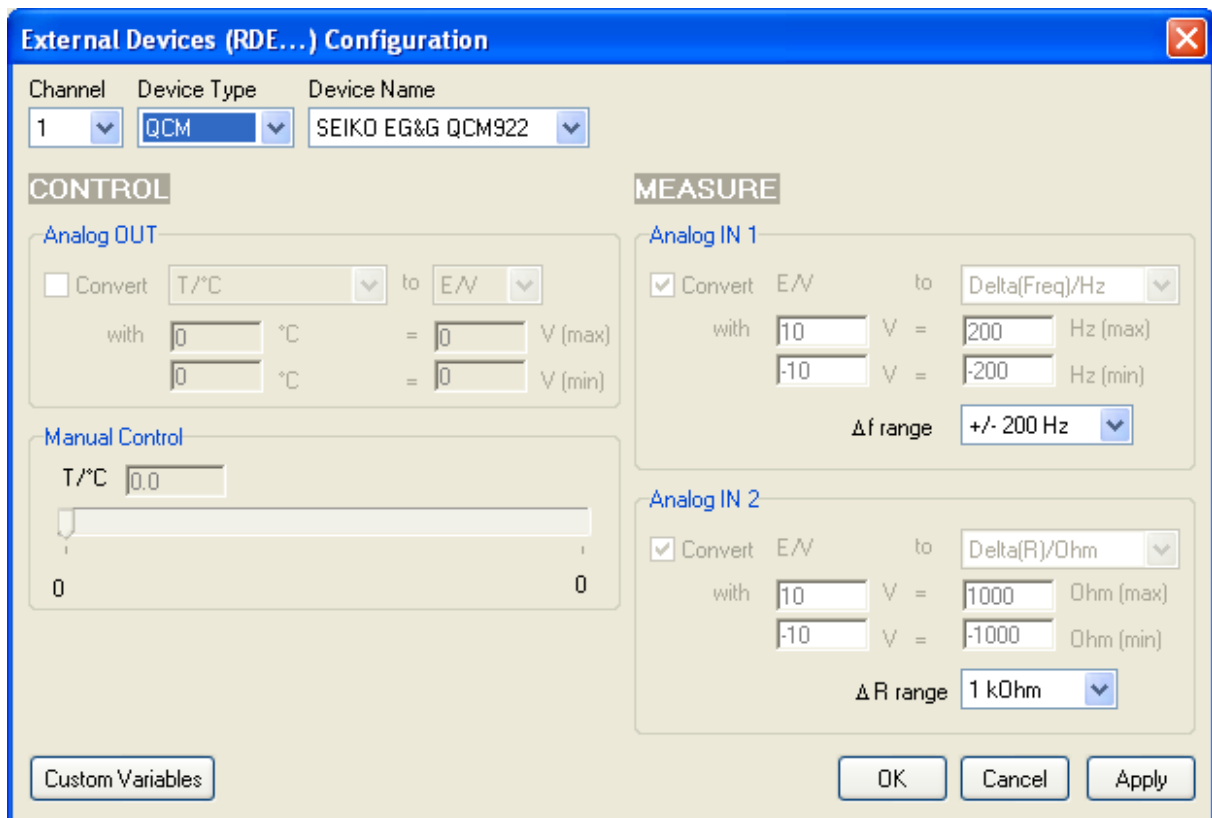 External Devices (RDE...) Configuration
Channel Device Type Device Name
1 QCM SEIKO EG&G QCM922
CONTROL
Analog OUT
Convert T/°C to E/V
with 0 °C = 0 V (max)
0 °C = 0 V (min)
Manual Control
T/°C 0.0
0 0
MEASURE
Analog IN 1
Convert E/V to Delta(Freq)/Hz
with 10 V = 200 Hz (max)
-10 V = -200 Hz (min)
Δf range +/- 200 Hz
Analog IN 2
Convert E/V to Delta(R)/Ohm
with 10 V = 1000 Ohm (max)
-10 V = -1000 Ohm (min)
Δ R range 1 kOhm
Custom Variables OK Cancel Apply